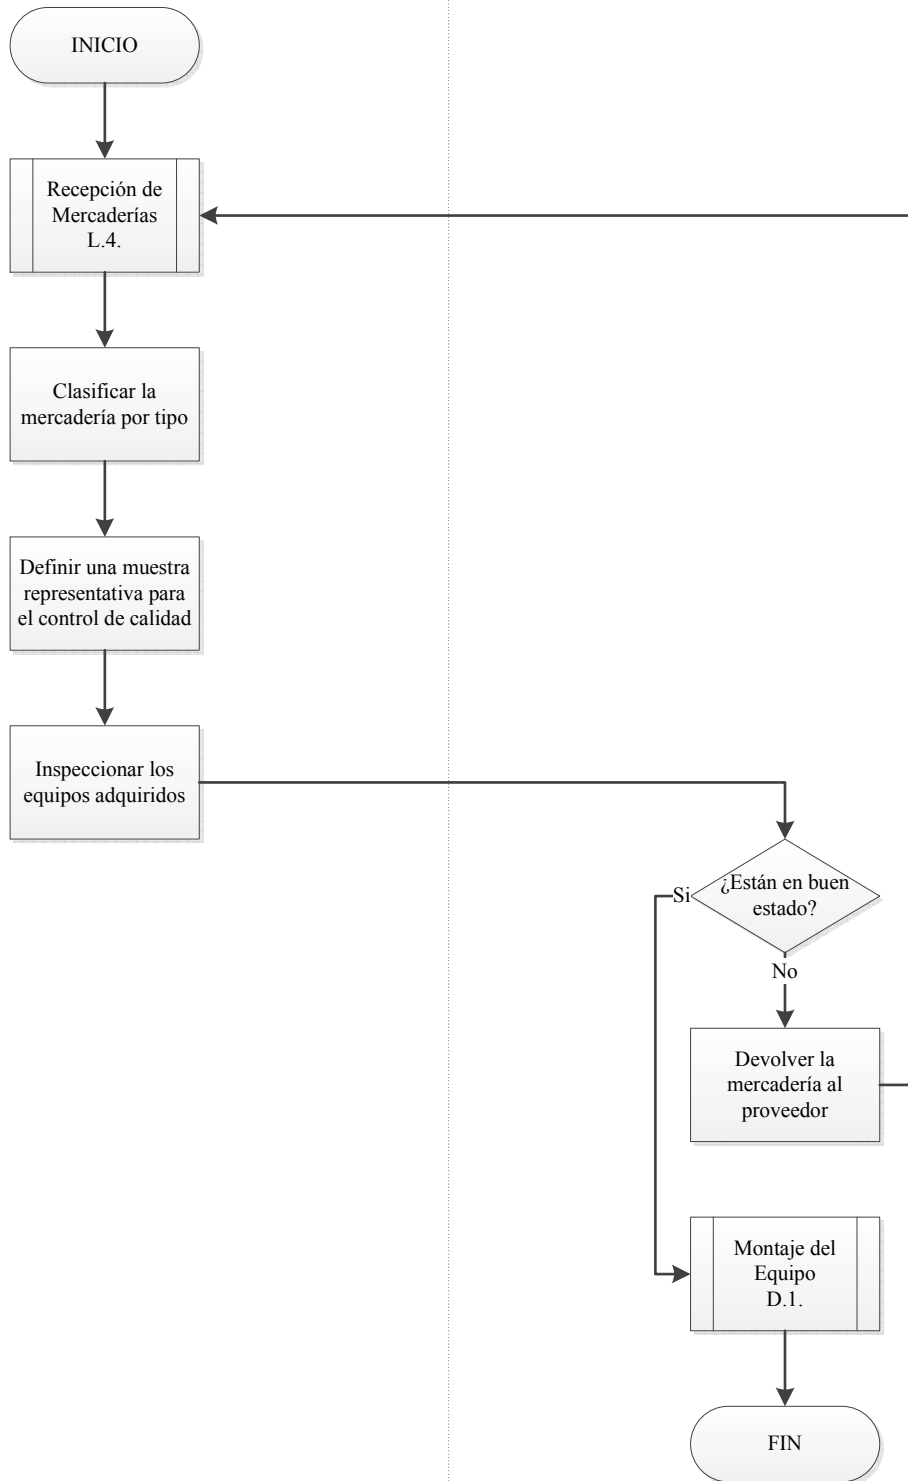 INICIO
Recepción de
Mercaderías
L.4.
Clasificar la
mercadería por tipo
Definir una muestra
representativa para
el control de calidad
Inspeccionar los
equipos adquiridos
¿Están en buen
estado?
Si
No
Devolver la
mercadería al
proveedor
Montaje del
Equipo
D.1.
FIN